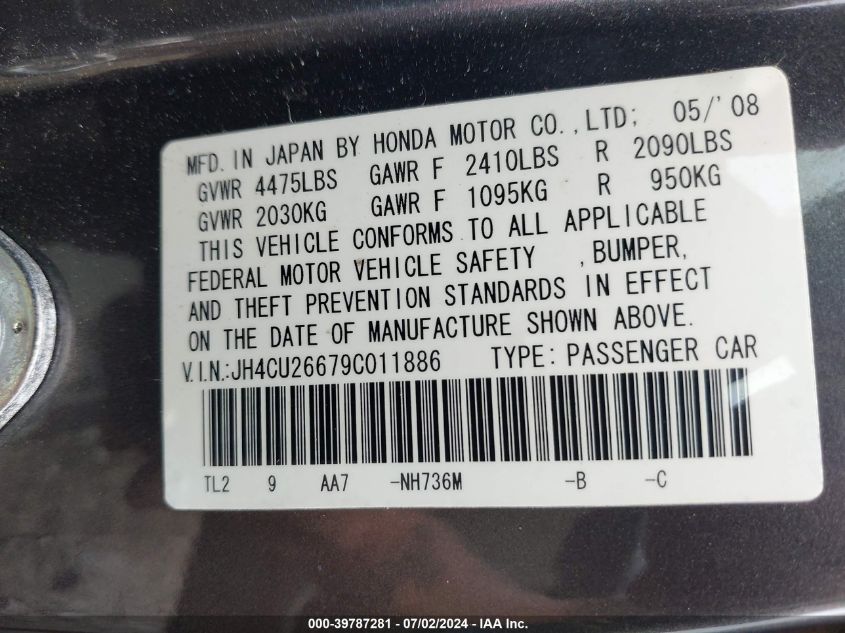 MFD. IN JAPAN BY HONDA MOTOR CO., LTD; 05/'08
GVWR 4475LBS GAWR F 2410LBS R 2090LBS
GVWR 2030KG GAWR F 1095KG R 950KG
THIS VEHICLE CONFORMS TO ALL APPLICABLE
FEDERAL MOTOR VEHICLE SAFETY , BUMPER,
AND THEFT PREVENTION STANDARDS IN EFFECT
ON THE DATE OF MANUFACTURE SHOWN ABOVE.
V.I.N.:JH4CU26679C011886 TYPE: PASSENGER CAR
TL2 9 AA7 -NH736M -B -C
000-39787281 - 07/02/2024 - IAA Inc.